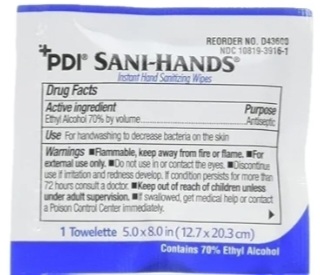 REORDER NO. D43600
NDC 10819-3916-1
PDI® SANI-HANDS®
Instant Hand Sanitizing Wipes
Drug Facts
Active ingredient Purpose
Ethyl Alcohol 70% by volume Antiseptic
Use For handwashing to decrease bacteria on the skin
Warnings ■Flammable, keep away from fire or flame. ■For
external use only. ■Do not use in or contact the eyes. ■Discontinue
use if irritation and redness develop. If condition persists for more than
72 hours consult a doctor. ■Keep out of reach of children unless
under adult supervision. ■If swallowed, get medical help or contact
a Poison Control Center immediately.
1 Towelette 5.0 x 8.0 in (12.7 x 20.3 cm)
Contains 70% Ethyl Alcohol